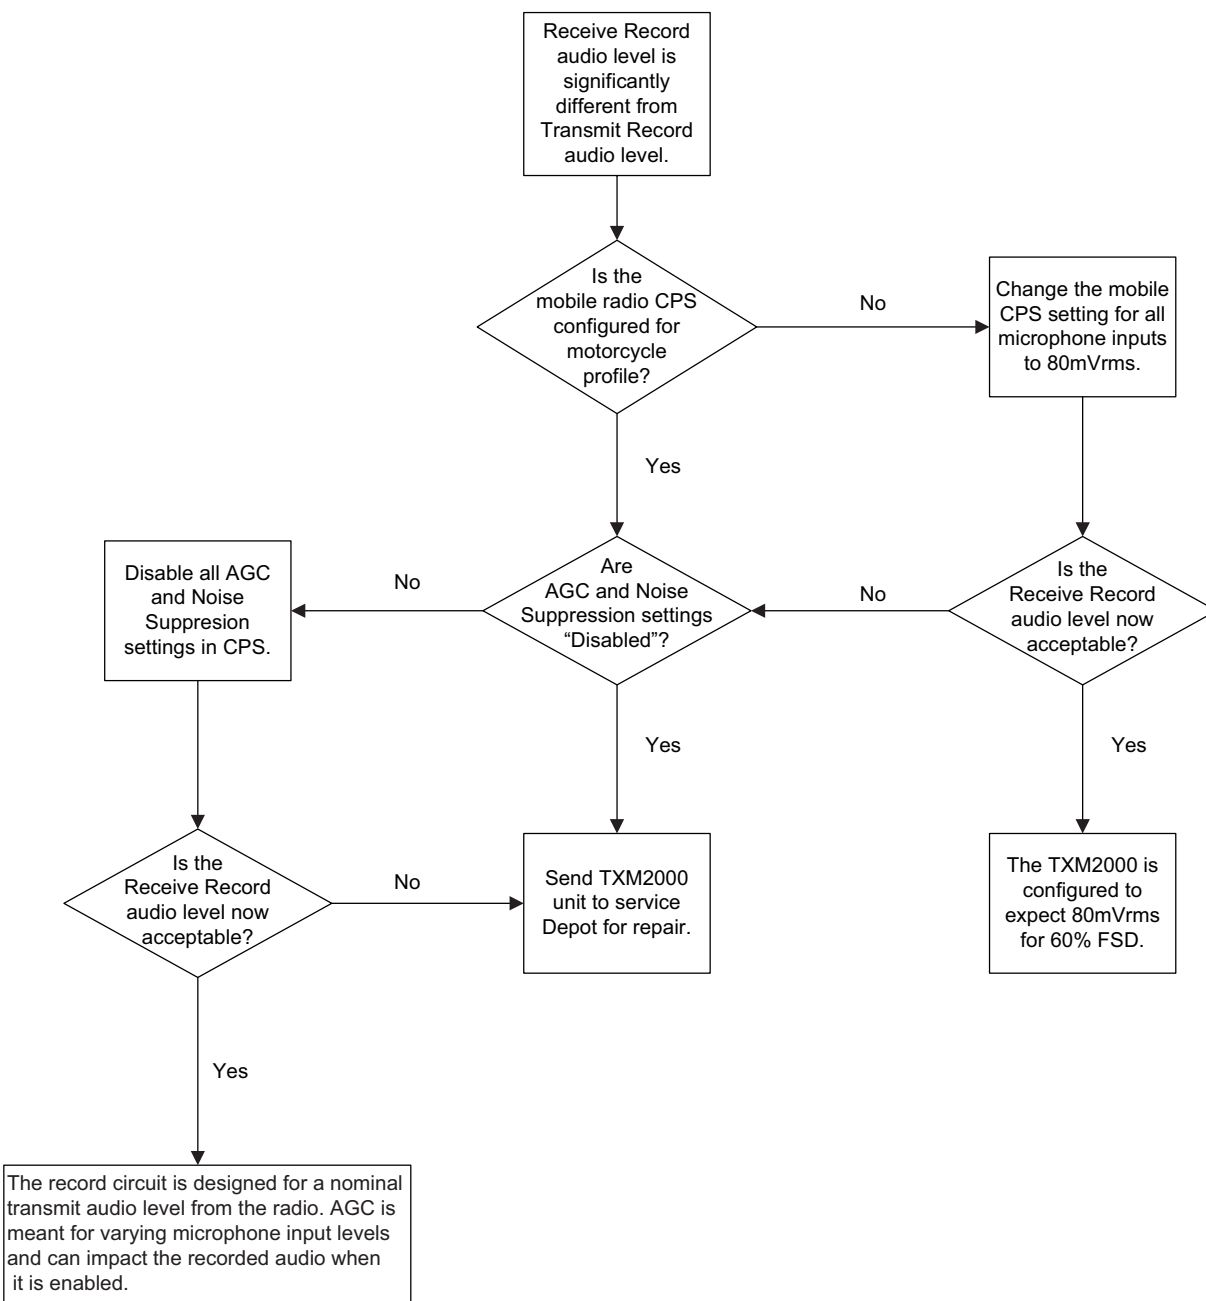 Receive Record
audio level is
significantly
different from
Transmit Record
audio level.
Is the
mobile radio CPS
configured for
motorcycle
profile?
No
Change the mobile
CPS setting for all
microphone inputs
to 80mVrms.
Yes
Disable all AGC
and Noise
Suppresion
settings in CPS.
No
Are
AGC and Noise
Suppression settings
“Disabled”?
No
Is the
Receive Record
audio level now
acceptable?
Yes
Yes
Is the
Receive Record
audio level now
acceptable?
No
Send TXM2000
unit to service
Depot for repair.
The TXM2000 is
configured to
expect 80mVrms
for 60% FSD.
Yes
The record circuit is designed for a nominal
transmit audio level from the radio. AGC is
meant for varying microphone input levels
and can impact the recorded audio when
it is enabled.